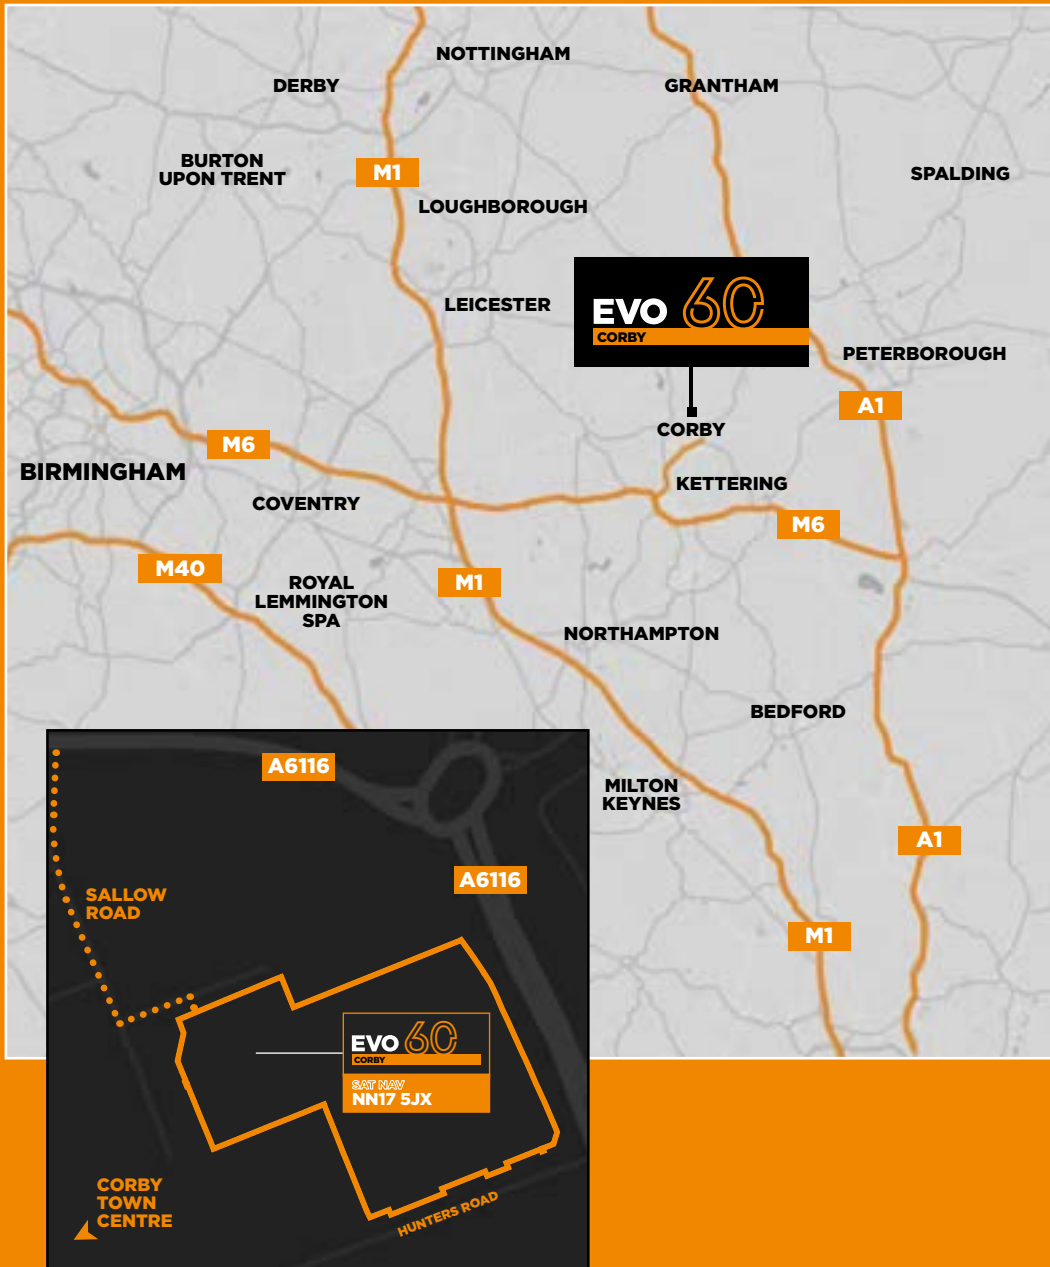 NOTTINGHAM
DERBY
GRANTHAM
BURTON
UPON TRENT
M1
SPALDING
LOUGHBOROUGH
LEICESTER
EVO 60
CORBY
PETERBOROUGH
A1
CORBY
M6
BIRMINGHAM
KETTERING
COVENTRY
M6
M40
ROYAL
LEMMINGTON
SPA
M1
NORTHAMPTON
BEDFORD
MILTON
KEYNES
A1
M1
A6116
A6116
SALLOW
ROAD
EVO 60
CORBY
SAT NAV
NN17 5JX
CORBY
TOWN
CENTRE
HUNTERS ROAD